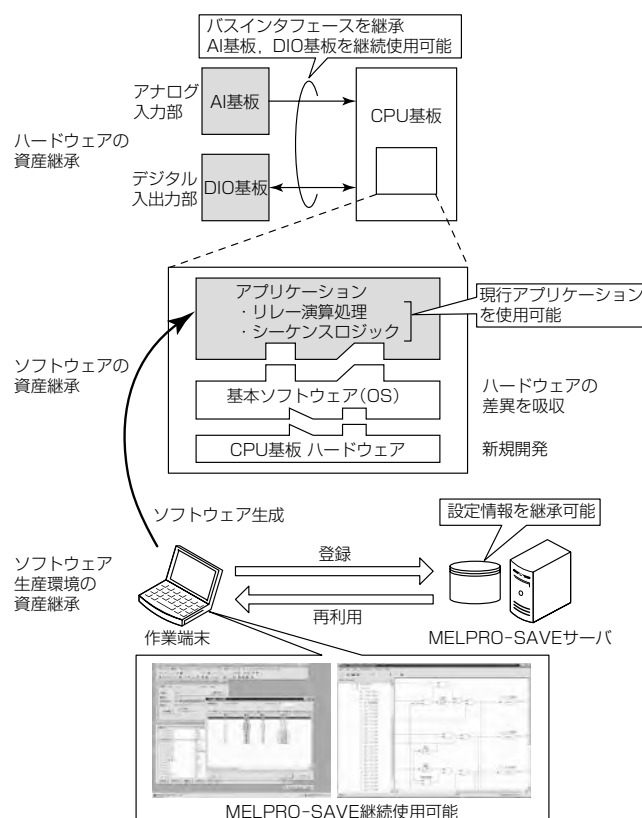 バスインタフェースを継承
AI基板，DIO基板を継続使用可能
アナログ
入力部
AI基板
CPU基板
ハードウェアの
資産継承
デジタル
入出力部
DIO基板
アプリケーション
・リレー演算処理
・シーケンスロジック
現行アプリケーション
を使用可能
ソフトウェアの
資産継承
基本ソフトウェア(OS)
ハードウェアの
差異を吸収
CPU基板 ハードウェア
新規開発
ソフトウェア生成
設定情報を継承可能
ソフトウェア
生産環境の
資産継承
登録
再利用
作業端末
MELPRO-SAVEサーバ
MELPRO-SAVE継続使用可能